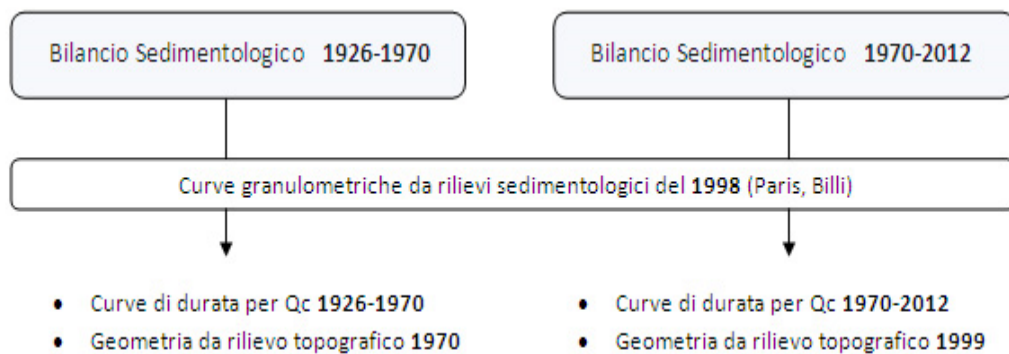 Bilancio Sedimentologico 1926-1970
Bilancio Sedimentologico 1970-2012
Curve granulometriche da rilievi sedimentologici del 1998 (Paris, Billi)
• Curve di durata per Qc 1926-1970
• Geometria da rilievo topografico 1970
• Curve di durata per Qc 1970-2012
• Geometria da rilievo topografico 1999